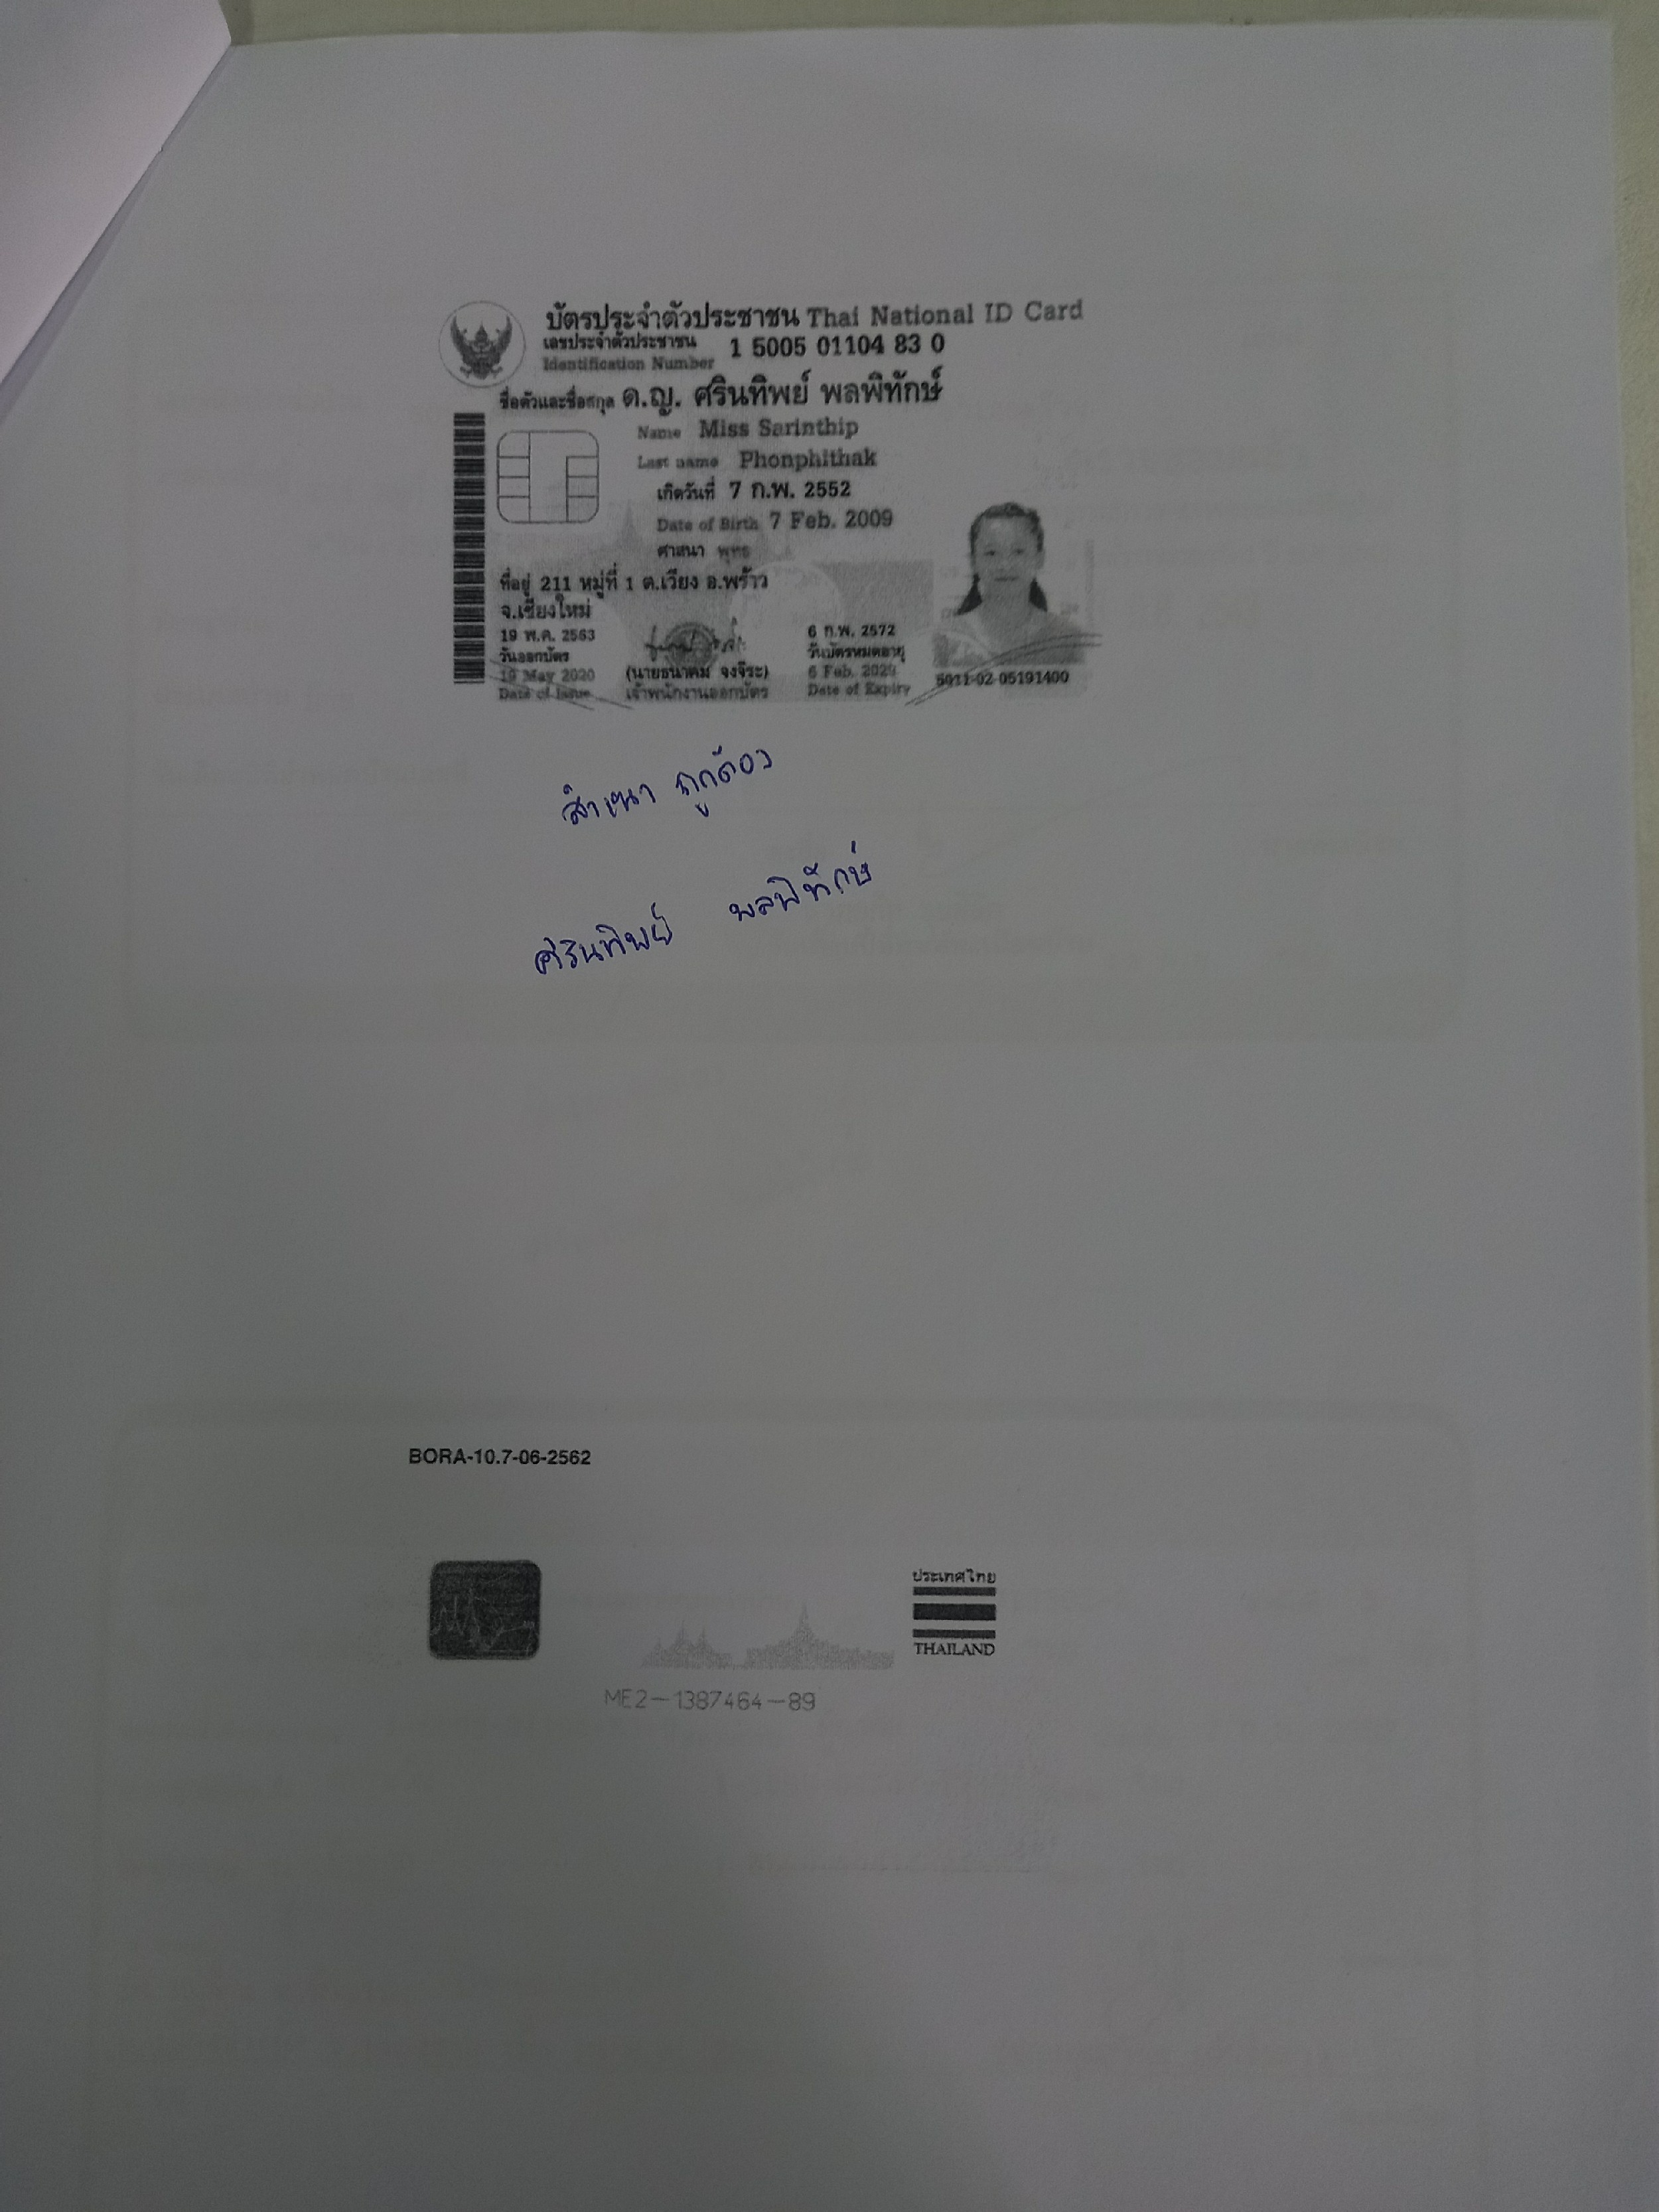 บัตรประจำตัวประชาชน Thai National ID Card
เลขประจำตัวประชาชน 1 5005 01104 83 0
Identification Number
ชื่อตัวและชื่อสกุล ด.ญ. ศรินทิพย์ พลพิทักษ์
Name Miss Sarinthip
Last name Phonphithak
เกิดวันที่ 7 ก.พ. 2552
Date of Birth 7 Feb. 2009
ศาสนา พุทธ
ที่อยู่ 211 หมู่ที่ 1 ต.เวียง อ.พร้าว
จ.เชียงใหม่
19 พ.ค. 2563 6 ก.พ. 2572
วันออกบัตร วันบัตรหมดอายุ
19 May 2020 (นายธนาคม จงจิระ) 6 Feb. 2029 5011-02-05191400
Date of Issue เจ้าพนักงานออกบัตร Date of Expiry
สำเนา ถูกต้อง
ศรินทิพย์ พลพิทักษ์
BORA-10.7-06-2562
ประเทศไทย
THAILAND
ME2-1387464-89